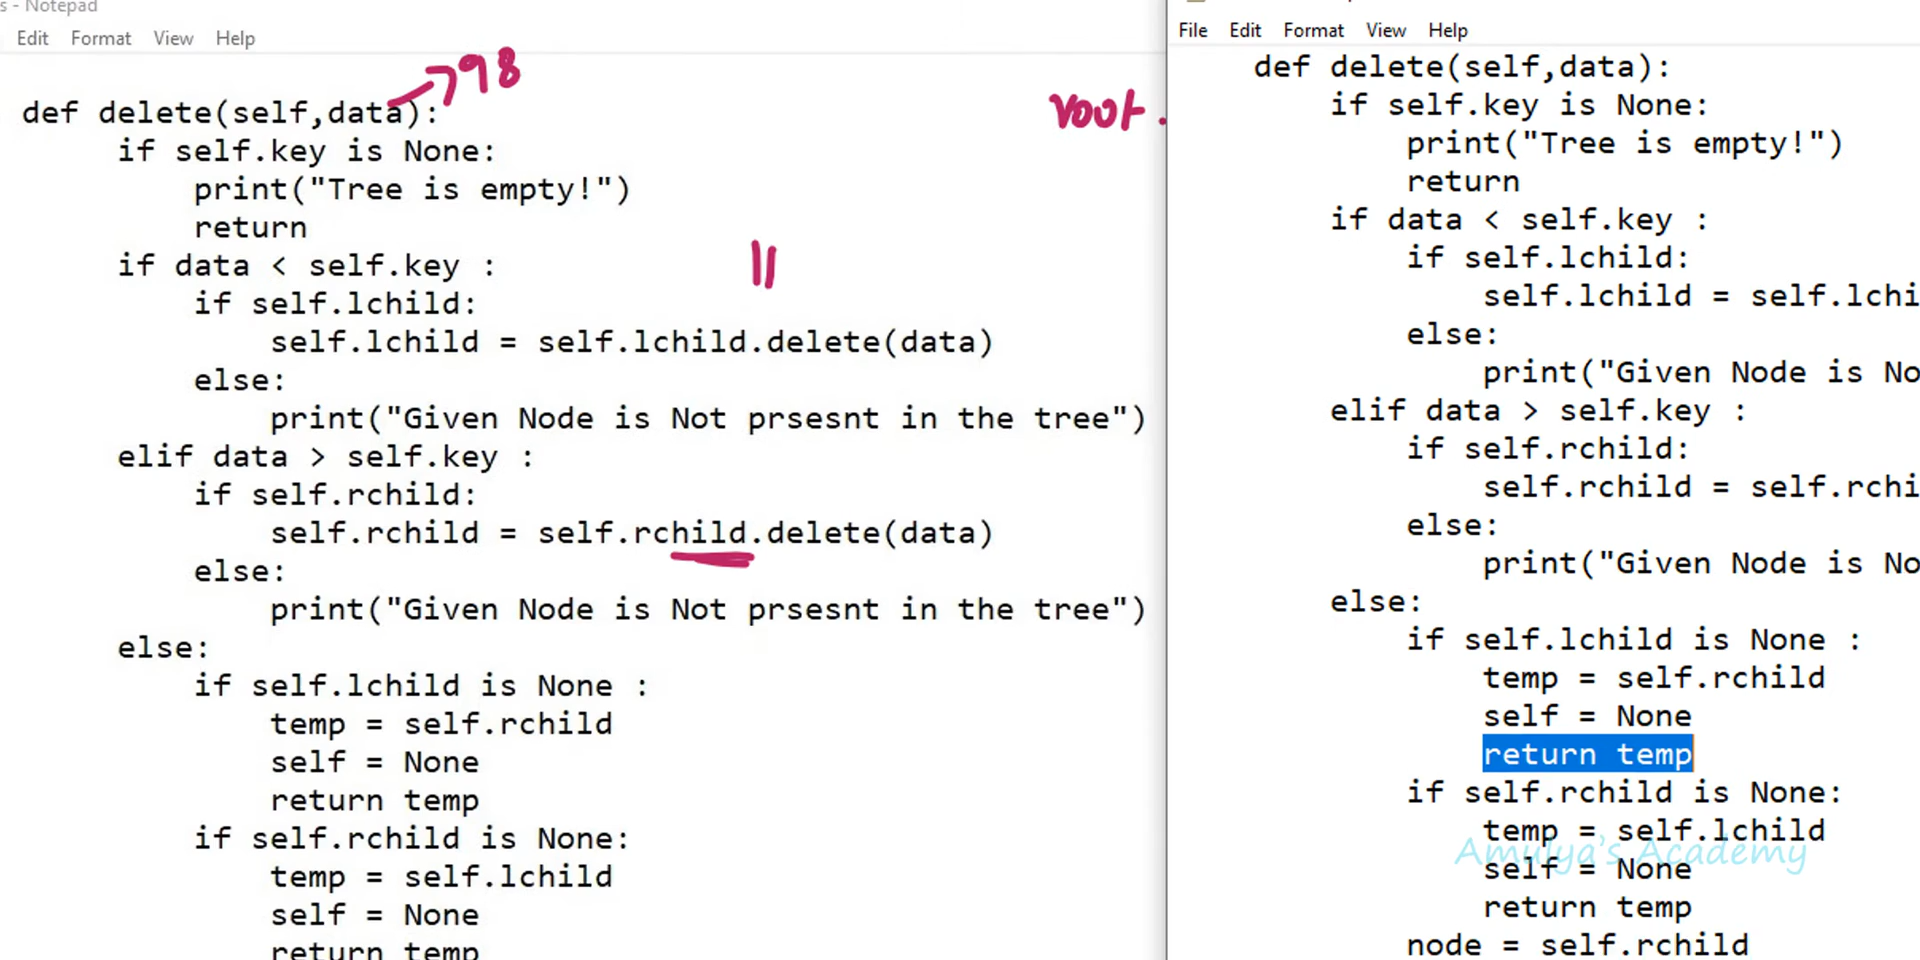 s - Notepad
Edit Format View Help
98
def delete(self,data):
if self.key is None:
print("Tree is empty!")
return
if data < self.key :
if self.lchild:
self.lchild = self.lchild.delete(data)
else:
print("Given Node is Not prsesnt in the tree")
elif data > self.key :
if self.rchild:
self.rchild = self.rchild.delete(data)
else:
print("Given Node is Not prsesnt in the tree")
else:
if self.lchild is None :
temp = self.rchild
self = None
return temp
if self.rchild is None:
temp = self.lchild
self = None
return temp
root.
File Edit Format View Help
def delete(self,data):
if self.key is None:
print("Tree is empty!")
return
if data < self.key :
if self.lchild:
self.lchild = self.lchi
else:
print("Given Node is No
elif data > self.key :
if self.rchild:
self.rchild = self.rchi
else:
print("Given Node is No
else:
if self.lchild is None :
temp = self.rchild
self = None
return temp
if self.rchild is None:
temp = self.lchild
Amulya's Academy
self = None
return temp
node = self.rchild